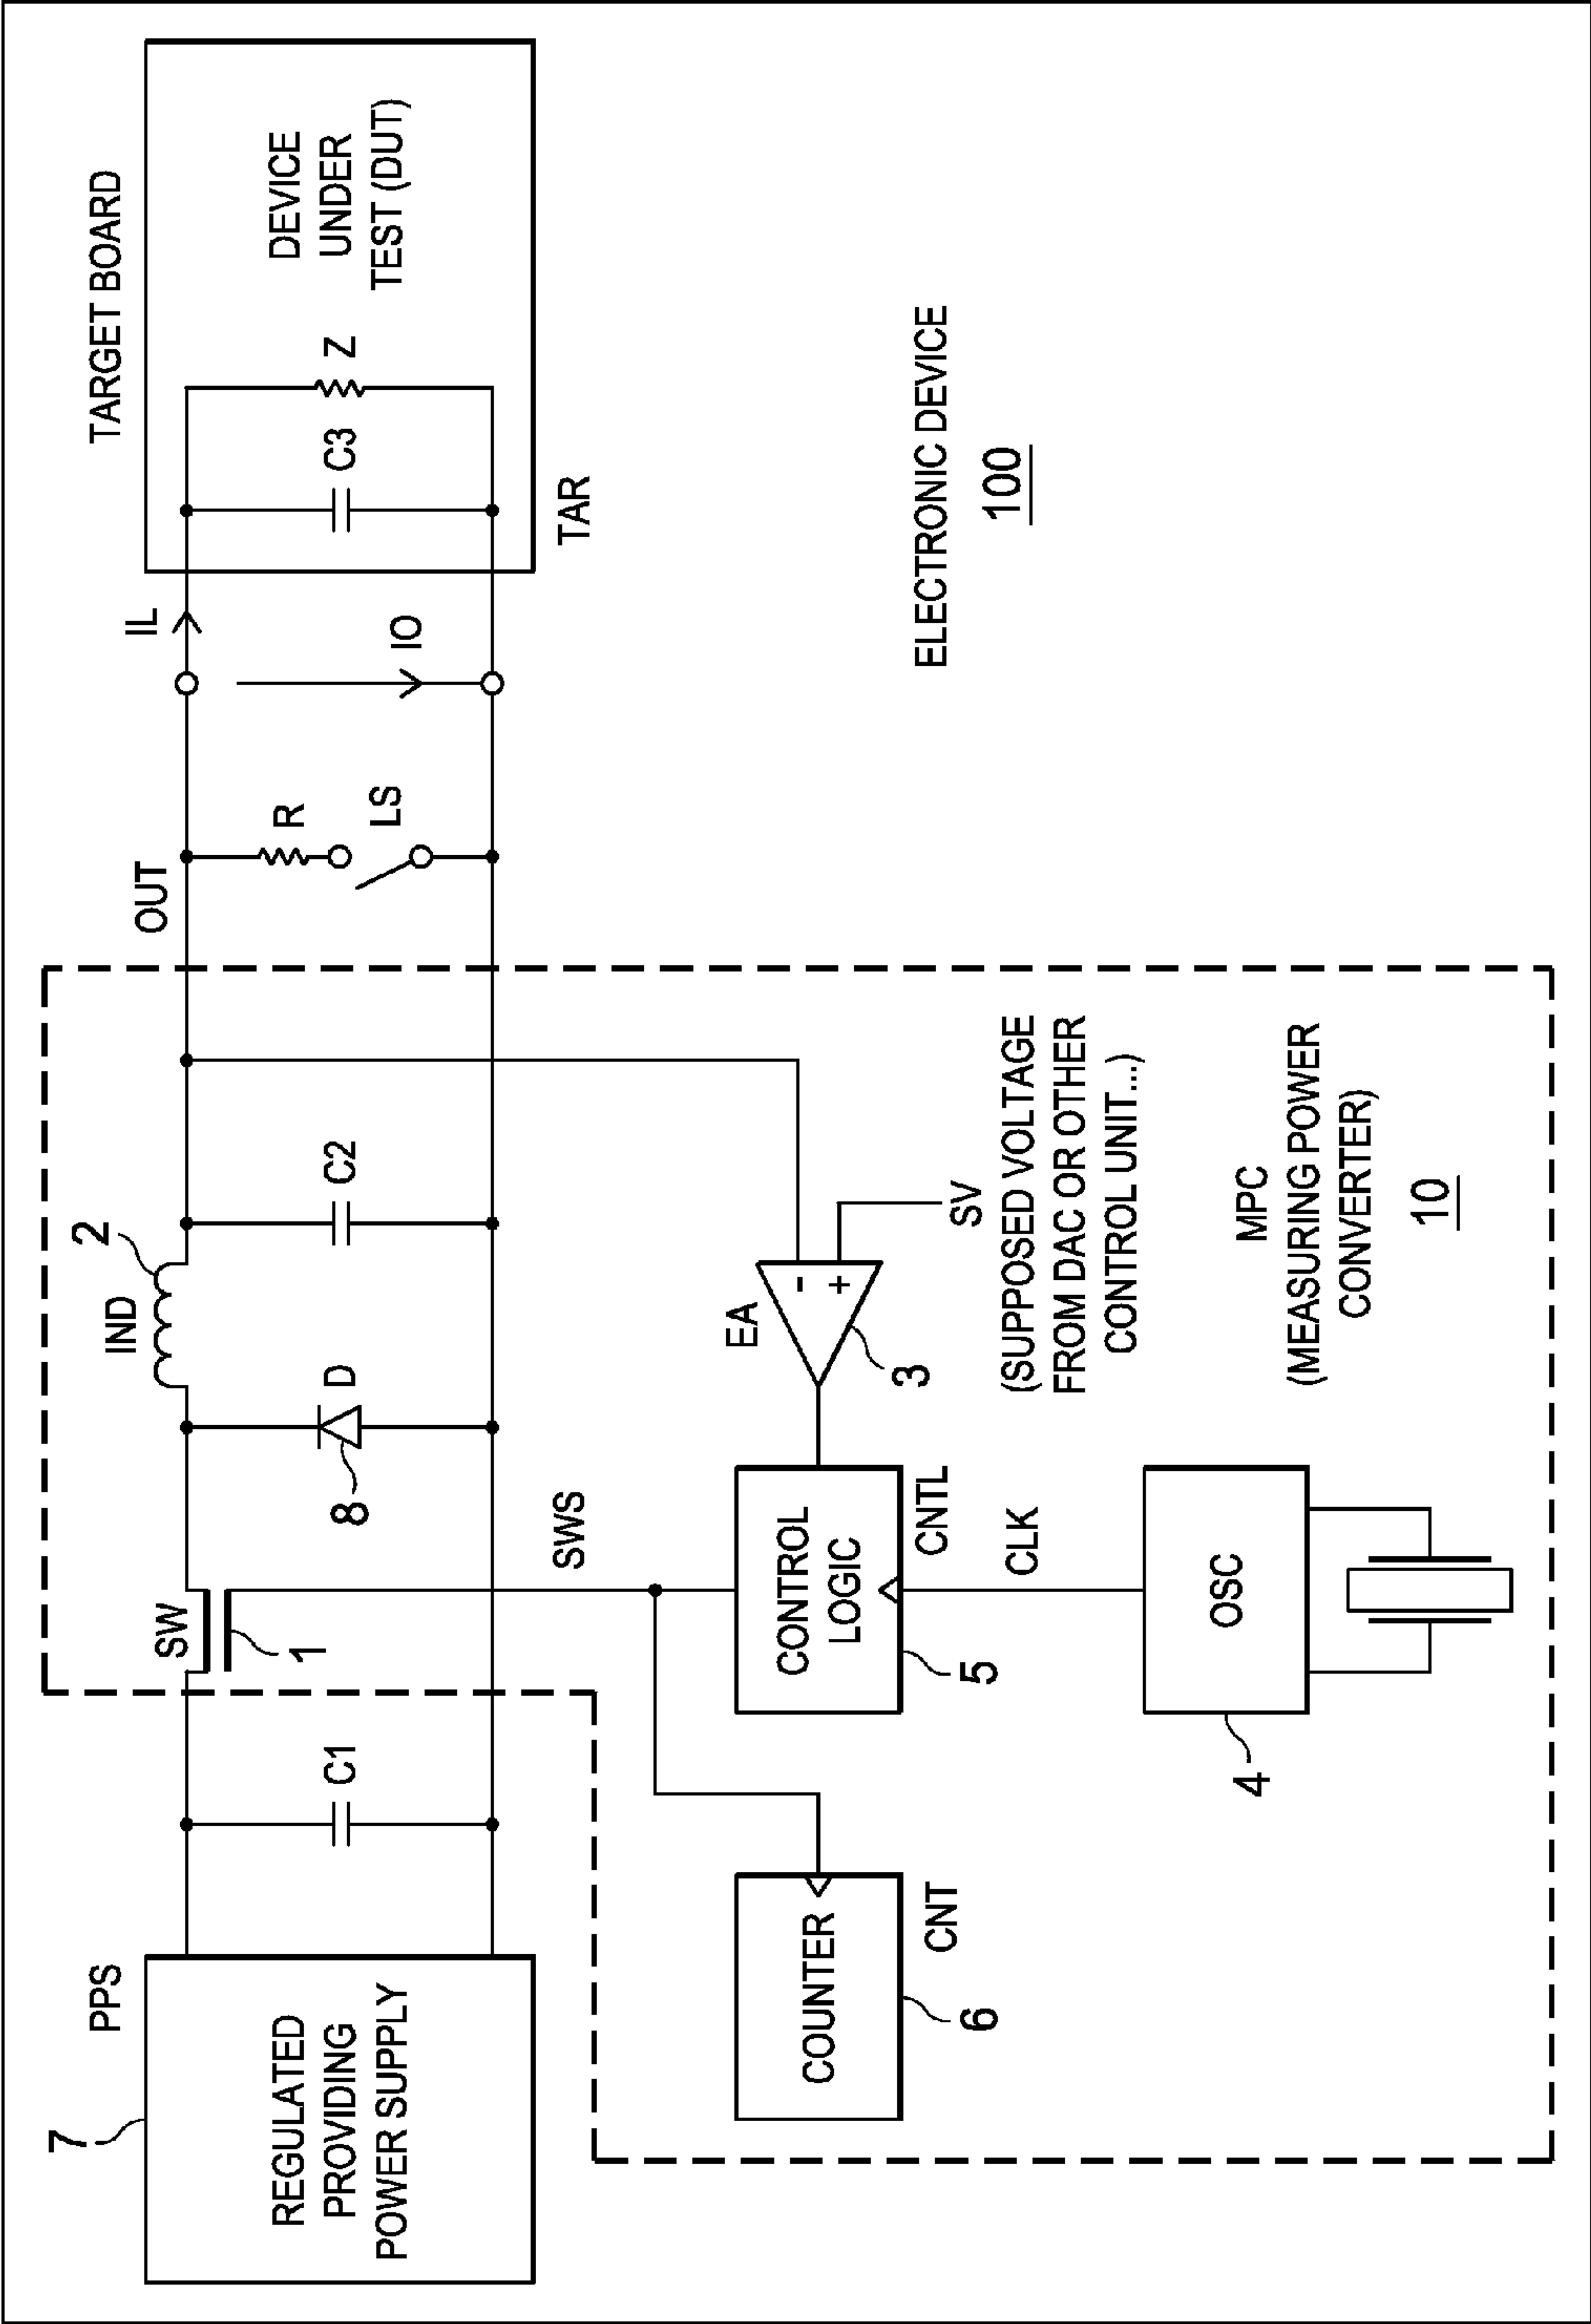 7
PPS
REGULATED
PROVIDING
POWER SUPPLY
C1
SW
1
IND
2
D
8
C2
OUT
R
LS
IL
IO
TARGET BOARD
C3
Z
DEVICE
UNDER
TEST (DUT)
TAR
SWS
COUNTER
CNT
6
CONTROL
LOGIC
CNTL
5
EA
-
+
3
SV
(SUPPOSED VOLTAGE
FROM DAC OR OTHER
CONTROL UNIT...)
CLK
OSC
4
MPC
(MEASURING POWER
CONVERTER)
10
ELECTRONIC DEVICE
100